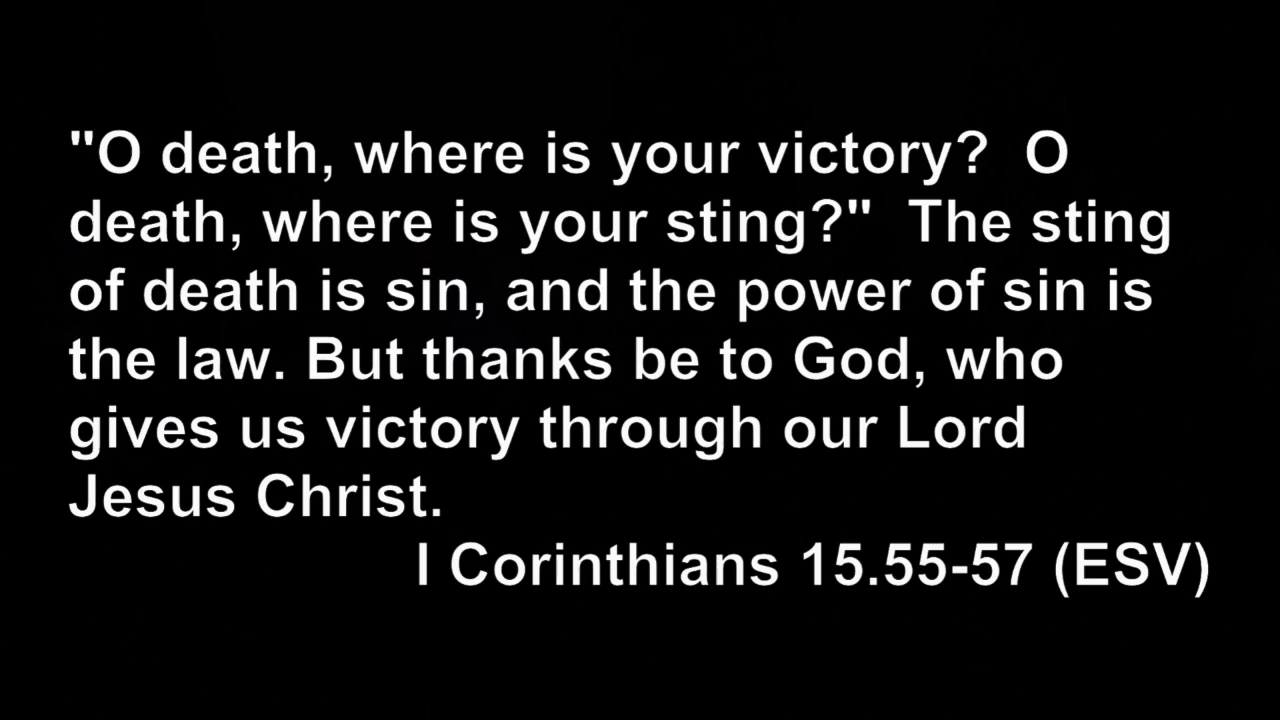 "O death, where is your victory?  O
death, where is your sting?"  The sting
of death is sin, and the power of sin is
the law. But thanks be to God, who
gives us victory through our Lord
Jesus Christ.
I Corinthians 15.55-57 (ESV)